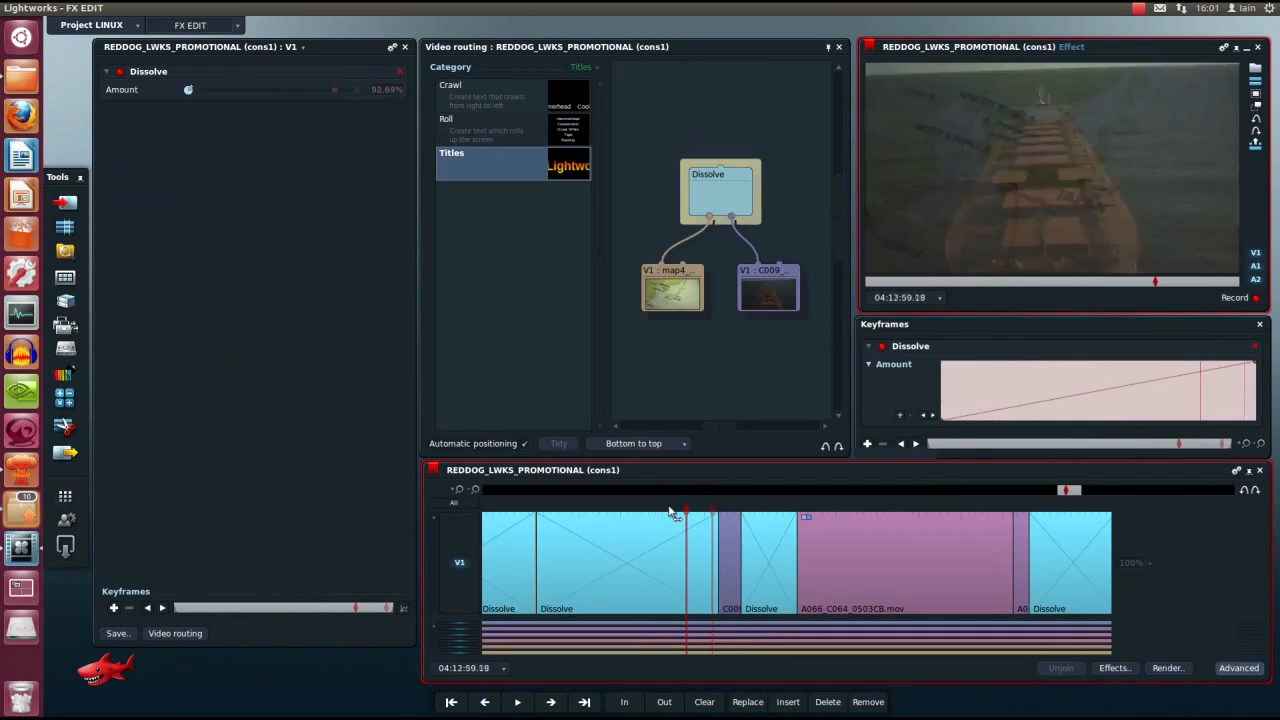 Lightworks - FX EDIT
16:01
Iain
Project LINUX
FX EDIT
REDDOG_LWKS_PROMOTIONAL (cons1) : V1
Dissolve
Amount
Tools
10
Keyframes
Save..
Video routing
Video routing : REDDOG_LWKS_PROMOTIONAL (cons1)
Category
Titles
Crawl
Create text that crawls
from right to left
Roll
Create text which rolls
up the screen
Titles
Lightwo
Dissolve
V1 : map4_..
V1 : C009_..
Automatic positioning
Tidy
Bottom to top
REDDOG_LWKS_PROMOTIONAL (cons1) Effect
V1
A1
A2
04:12:59.18
Record
Keyframes
Dissolve
Amount
REDDOG_LWKS_PROMOTIONAL (cons1)
All
V1
Dissolve
Dissolve
C009
Dissolve
A066_C064_0503CB.mov
A0
Dissolve
100%
04:12:59.18
Unjoin
Effects..
Render..
Advanced
In
Out
Clear
Replace
Insert
Delete
Remove